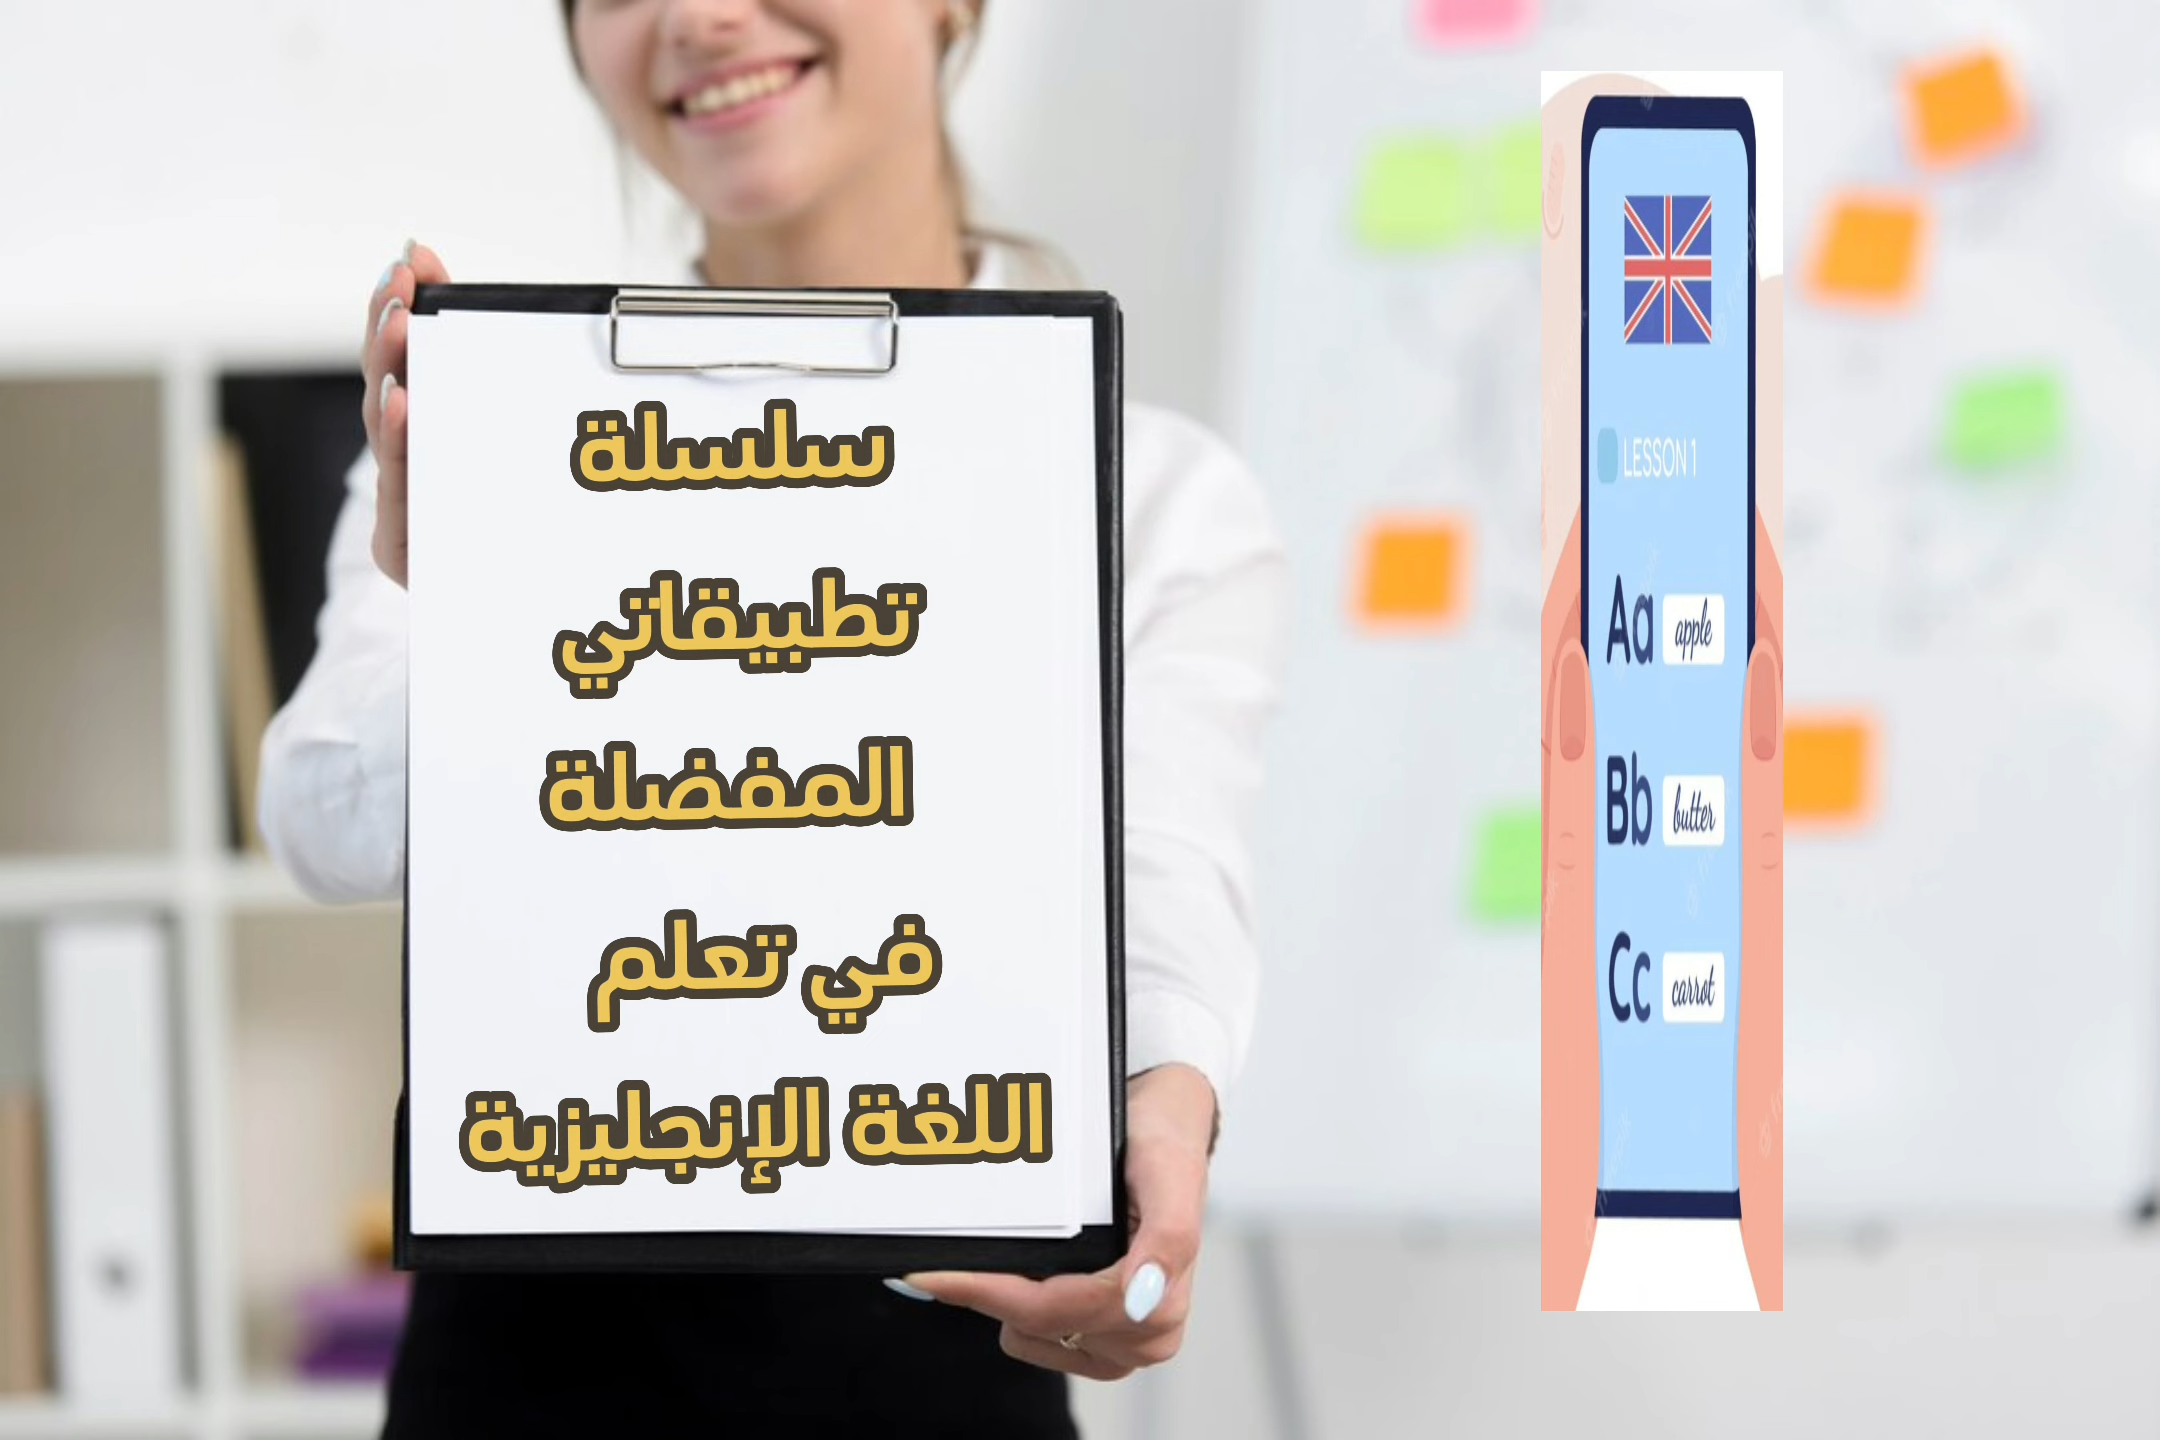 سلسلة
تطبيقاتي
المفضلة
في تعلم
اللغة الإنجليزية
LESSON 1
Aa apple
Bb butter
Cc carrot